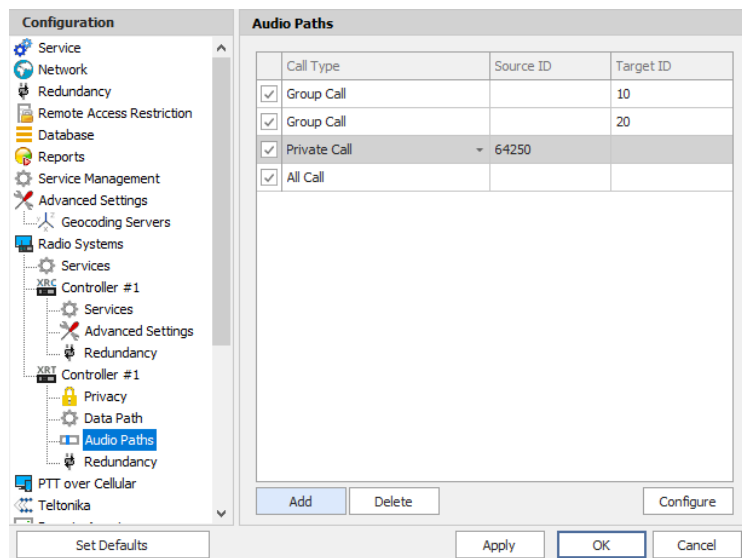 Configuration
Service
Network
Redundancy
Remote Access Restriction
Database
Reports
Service Management
Advanced Settings
Geocoding Servers
Radio Systems
Services
XRC Controller #1
Services
Advanced Settings
Redundancy
XRT Controller #1
Privacy
Data Path
Audio Paths
Redundancy
PTT over Cellular
Teltonika
Audio Paths
Call Type Source ID Target ID
Group Call 10
Group Call 20
Private Call 64250
All Call
Add Delete Configure
Set Defaults Apply OK Cancel